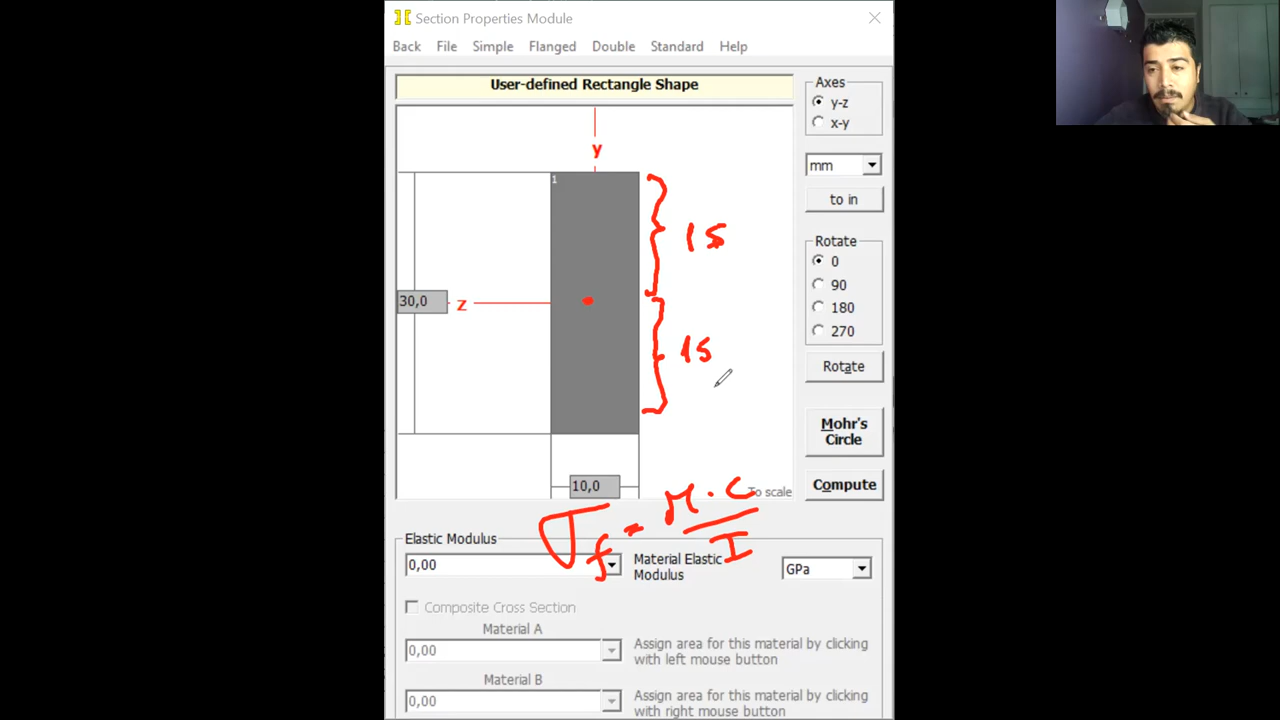 Section Properties Module
Back File Simple Flanged Double Standard Help
User-defined Rectangle Shape
Axes
y-z
x-y
mm
to in
Rotate
0
90
180
270
Rotate
Mohr's
Circle
Compute
y
1
15
30,0
z
15
10,0
To scale
σf = M·C
I
Elastic Modulus
0,00
Material Elastic
Modulus
GPa
Composite Cross Section
Material A
0,00
Assign area for this material by clicking
with left mouse button
Material B
0,00
Assign area for this material by clicking
with right mouse button